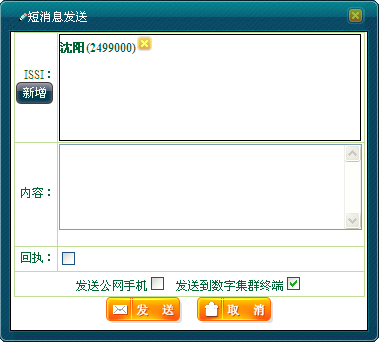 短消息发送
沈阳(2499000)
ISSI：
新增
内容：
回执：
发送公网手机 发送到数字集群终端
发 送 取 消